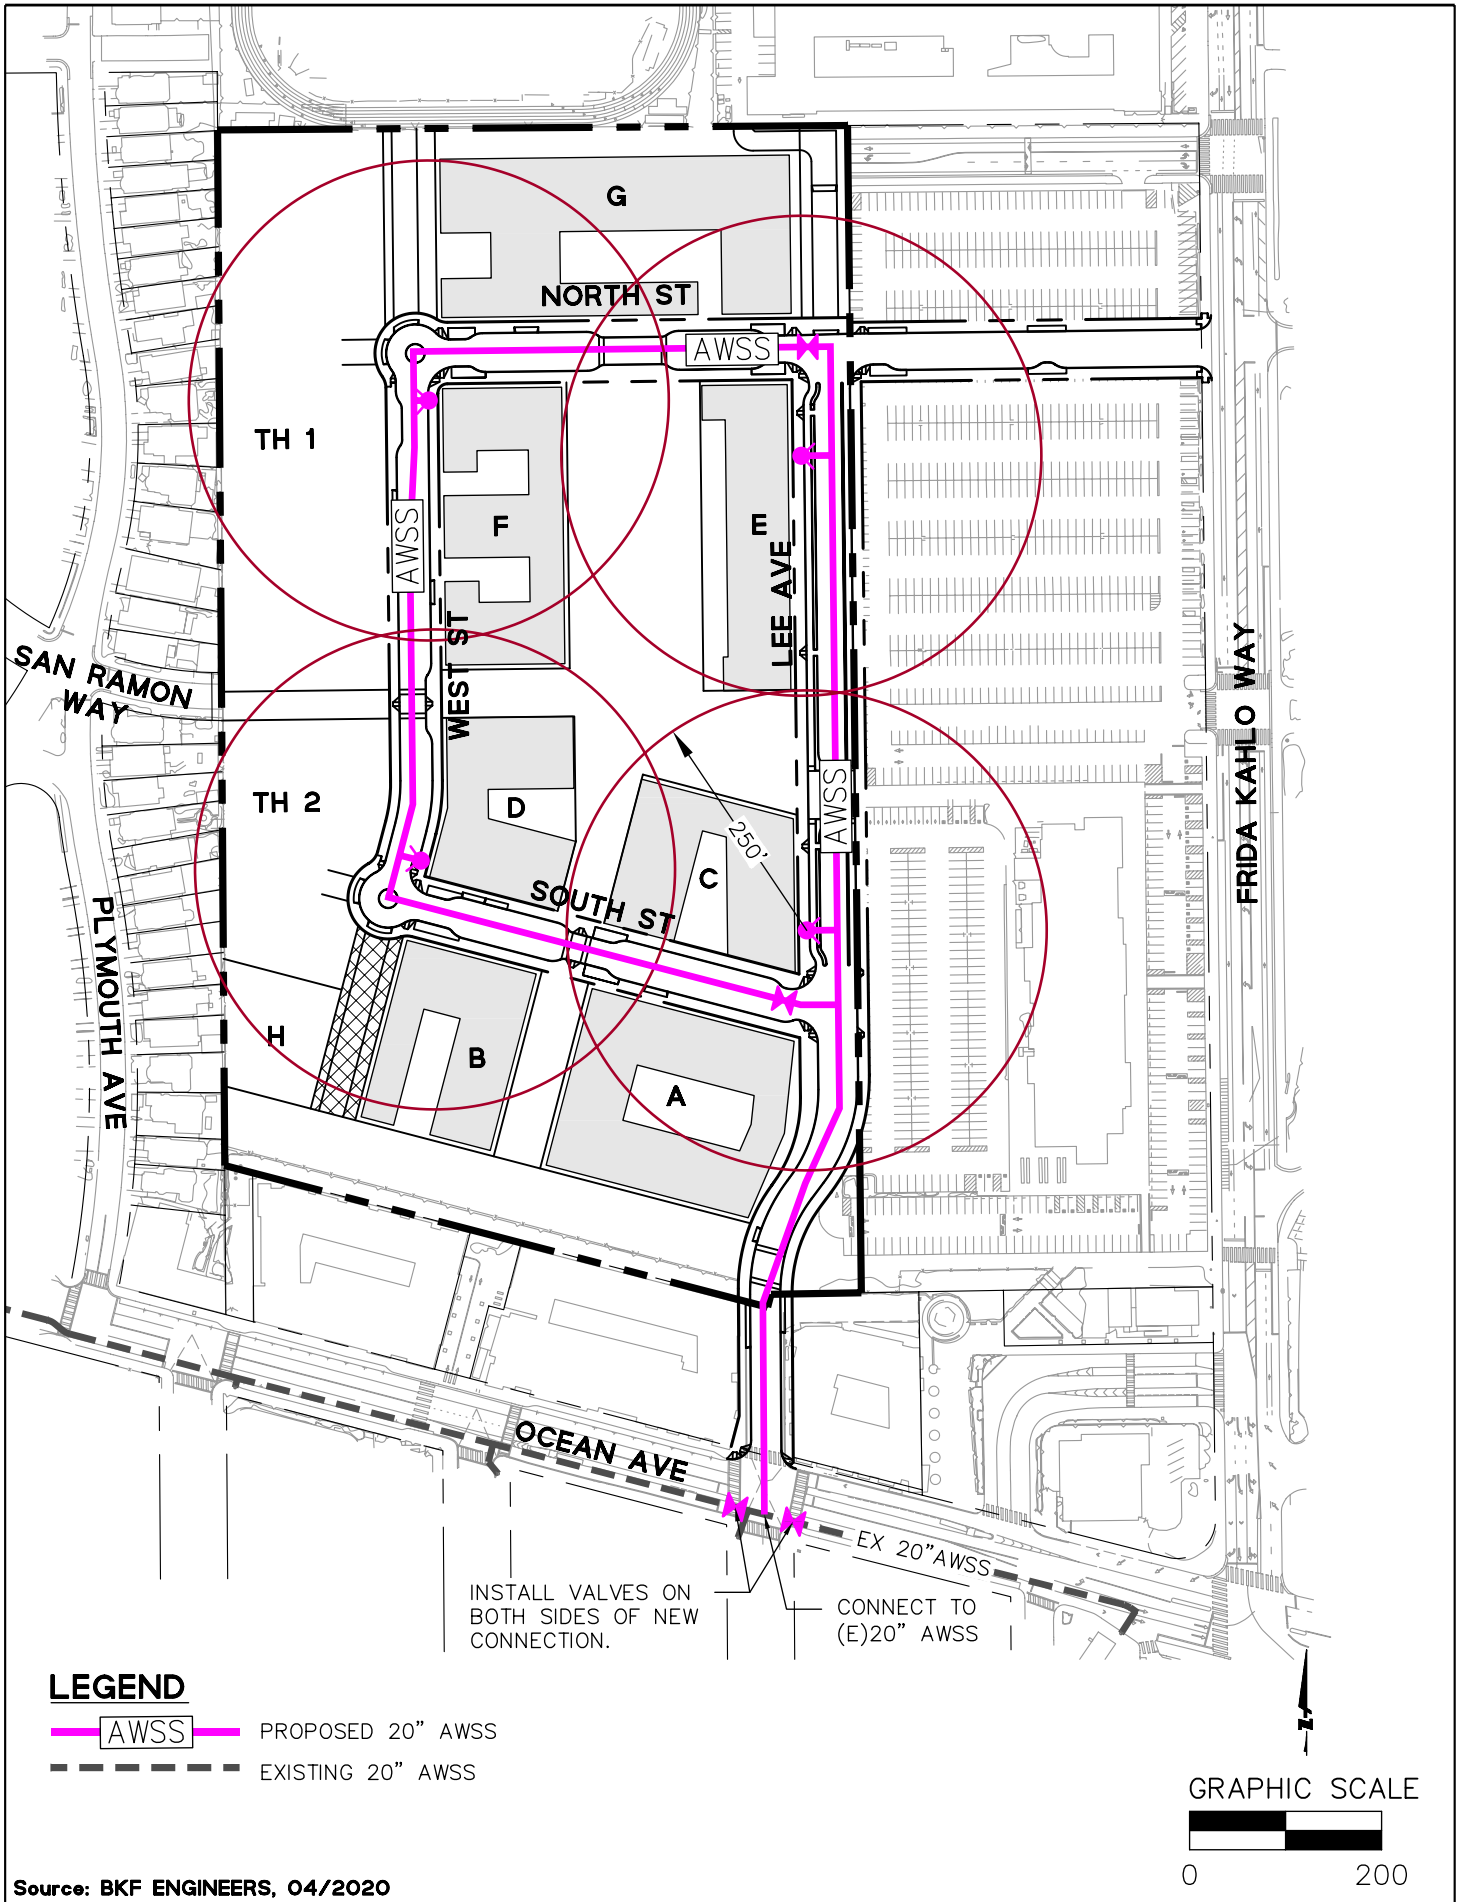 G
NORTH ST
AWSS
TH 1
F
E
AWSS
LEE AVE
WEST ST
SAN RAMON
WAY
FRIDA KAHLO WAY
TH 2
D
AWSS
250'
C
SOUTH ST
PLYMOUTH AVE
H
B
A
OCEAN AVE
EX 20"AWSS
INSTALL VALVES ON
BOTH SIDES OF NEW
CONNECTION.
CONNECT TO
(E)20" AWSS
LEGEND
AWSS PROPOSED 20" AWSS
EXISTING 20" AWSS
N
GRAPHIC SCALE
0 200
Source: BKF ENGINEERS, 04/2020